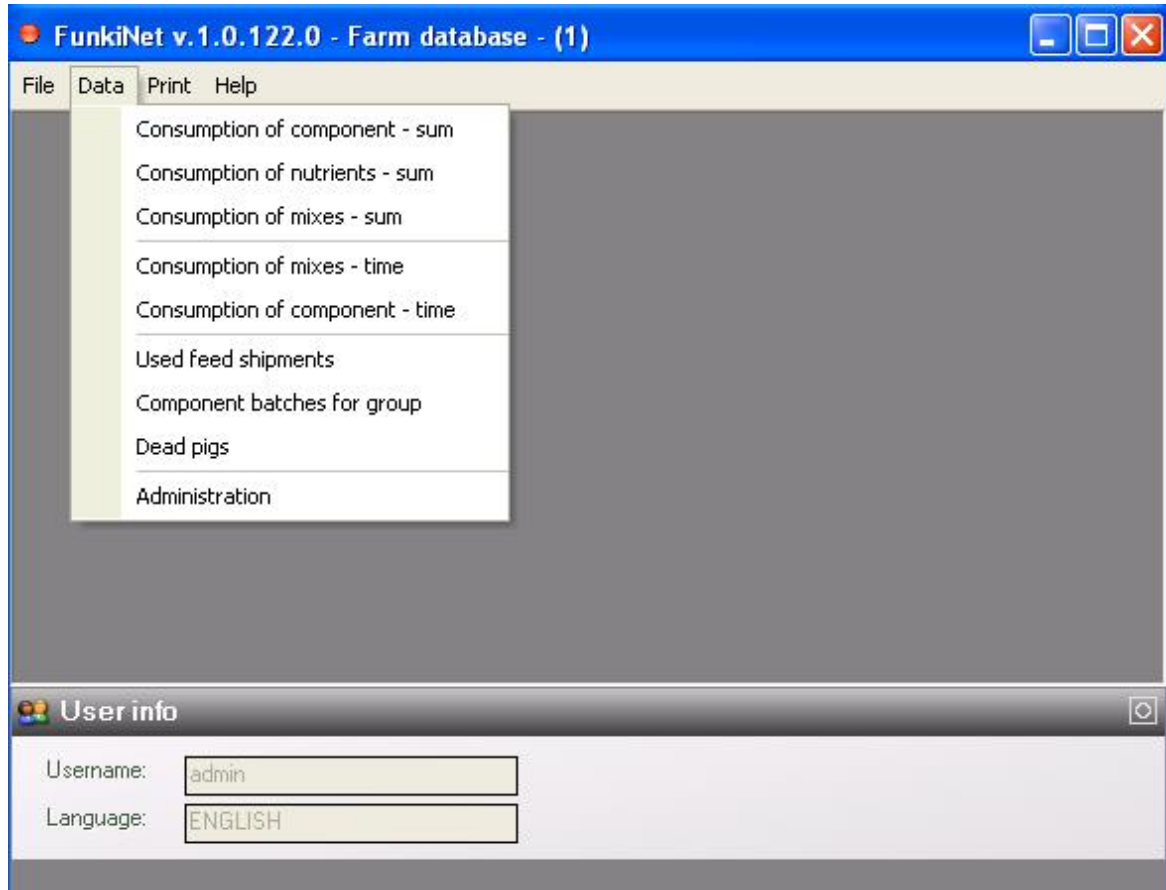 FunkiNet v.1.0.122.0 - Farm database - (1)
File Data Print Help
Consumption of component - sum
Consumption of nutrients - sum
Consumption of mixes - sum
Consumption of mixes - time
Consumption of component - time
Used feed shipments
Component batches for group
Dead pigs
Administration
User info
Username: admin
Language: ENGLISH